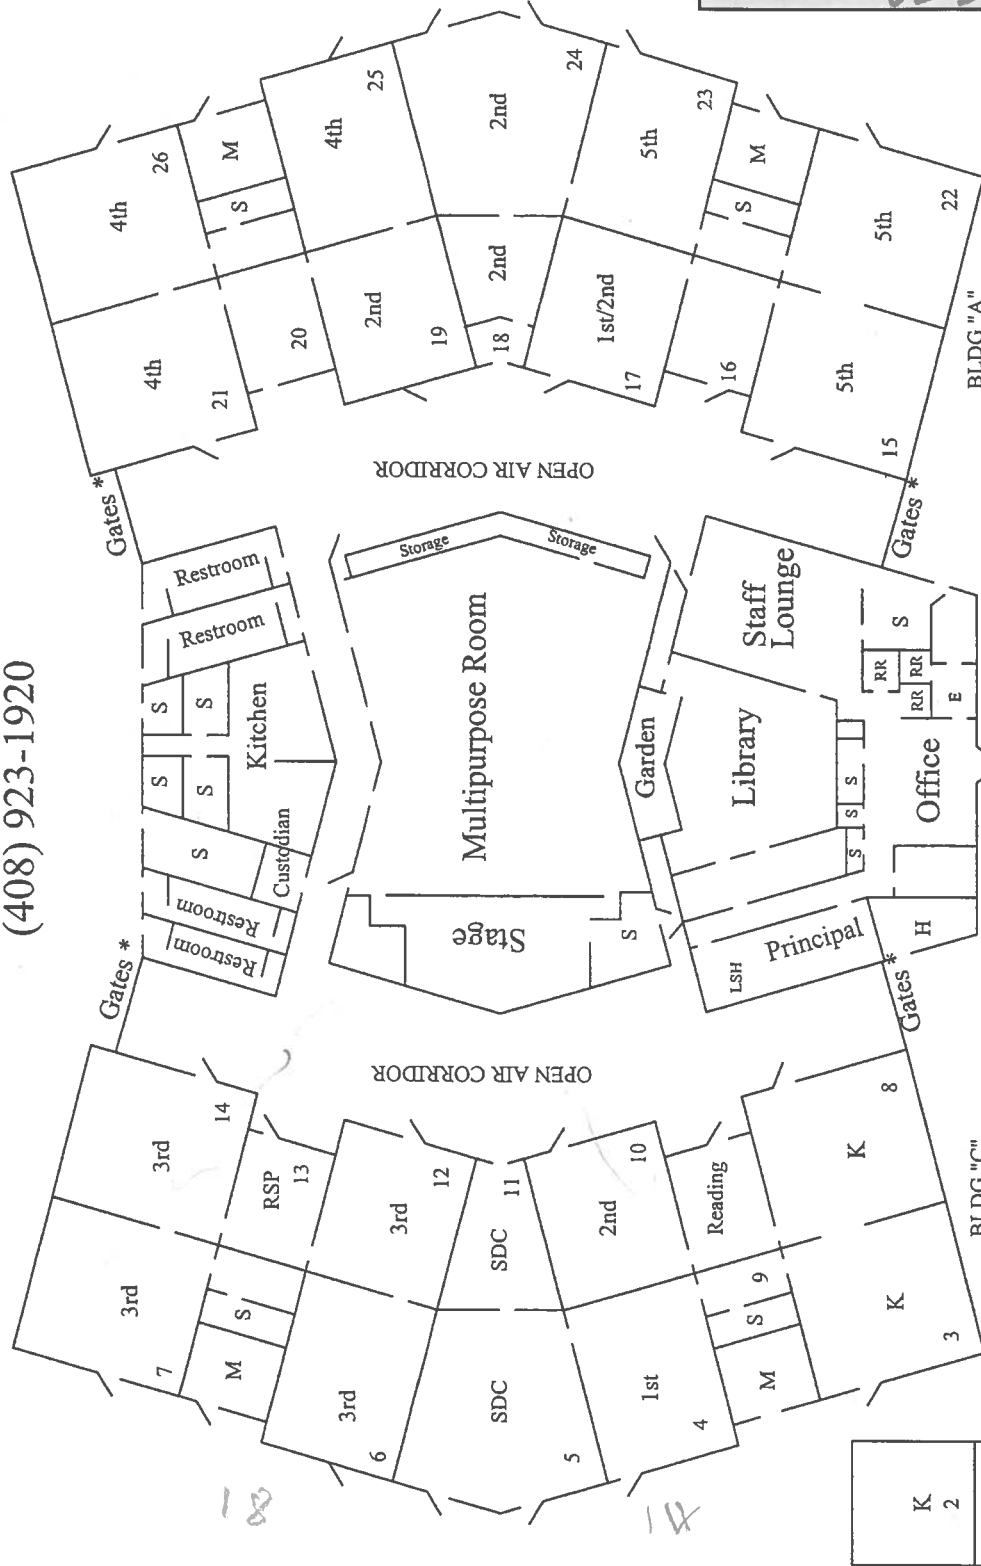 (408) 923-1920
4th
26
M
S
4th
25
2nd
24
5th
23
M
S
5th
22
4th
21
20
2nd
19
2nd
18
1st/2nd
17
16
5th
15
BLDG "A"
Gates *
OPEN AIR CORRIDOR
Gates *
Restroom
Restroom
S
S
S
S
Kitchen
S
Custodian
Restroom
Restroom
Storage
Storage
Multipurpose Room
Stage
S
Garden
Staff
Lounge
Library
S
RR
RR
RR
E
S
S
S
Office
LSH
Principal
H
Gates *
OPEN AIR CORRIDOR
Gates *
3rd
14
RSP
13
3rd
12
SDC
11
2nd
10
Reading
K
8
3rd
7
S
M
3rd
6
SDC
5
1st
4
S
9
M
K
3
BLDG "C"
K
2
18
14